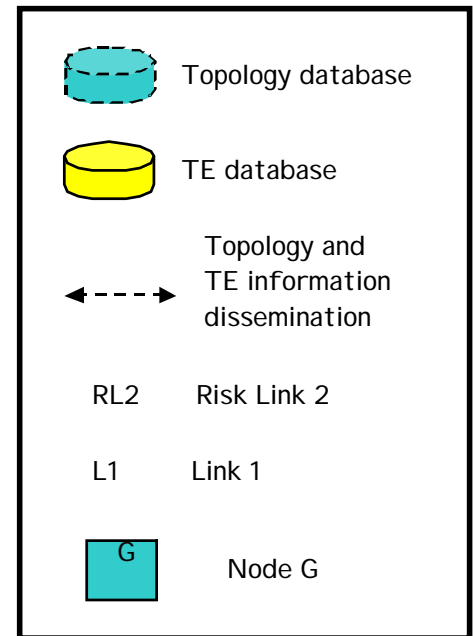 Topology database
TE database
Topology and
TE information
dissemination
RL2 Risk Link 2
L1 Link 1
G
Node G